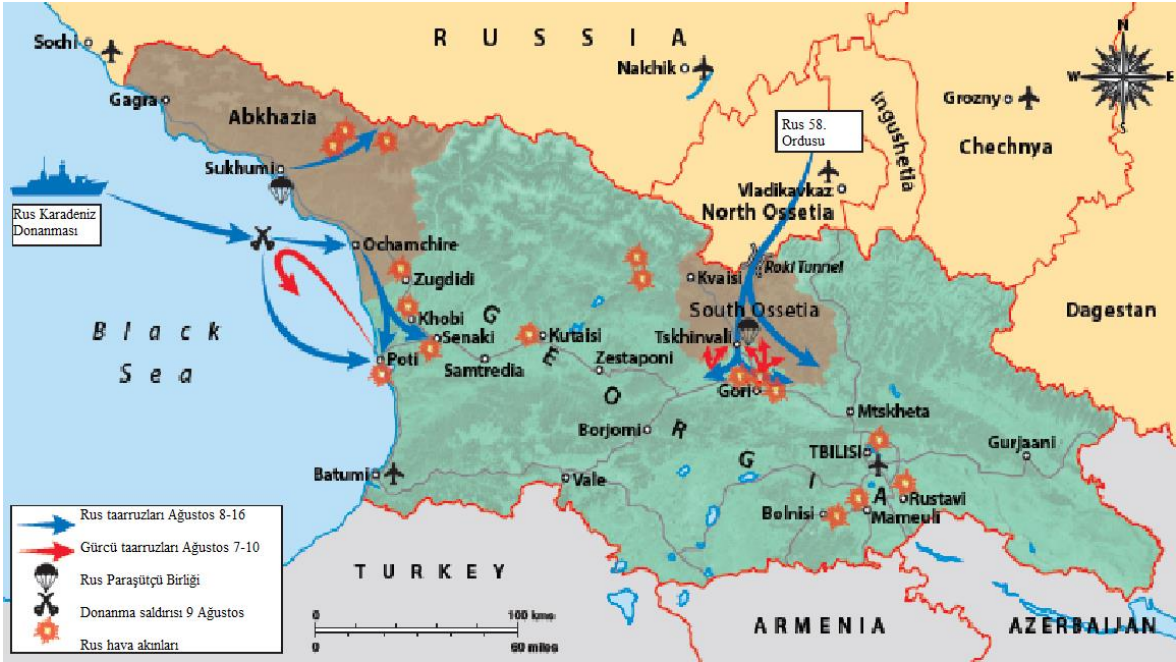 RUSSIA
Sochi
Nalchik
N
W
E
S
Gagra
Abkhazia
Ingushetia
Grozny
Chechnya
Rus 58.
Ordusu
Sukhumi
Vladikavkaz
North Ossetia
Rus Karadeniz
Donanması
Ochamchire
Roki Tunnel
Zugdidi
Kvaisi
South Ossetia
Dagestan
Black
Sea
Khobi
Senaki
Kutaisi
Tskhinvali
Poti
Samtredia
Zestaponi
Gori
GEORGIA
Mtskheta
Borjomi
TBILISI
Gurjaani
Batumi
Vale
Rustavi
Bolnisi
Mameuli
Rus taarruzları Ağustos 8-16
Gürcü taarruzları Ağustos 7-10
Rus Paraşütçü Birliği
Donanma saldırısı 9 Ağustos
Rus hava akınları
TURKEY
0 100 kms
0 60 miles
ARMENIA
AZERBAIJAN